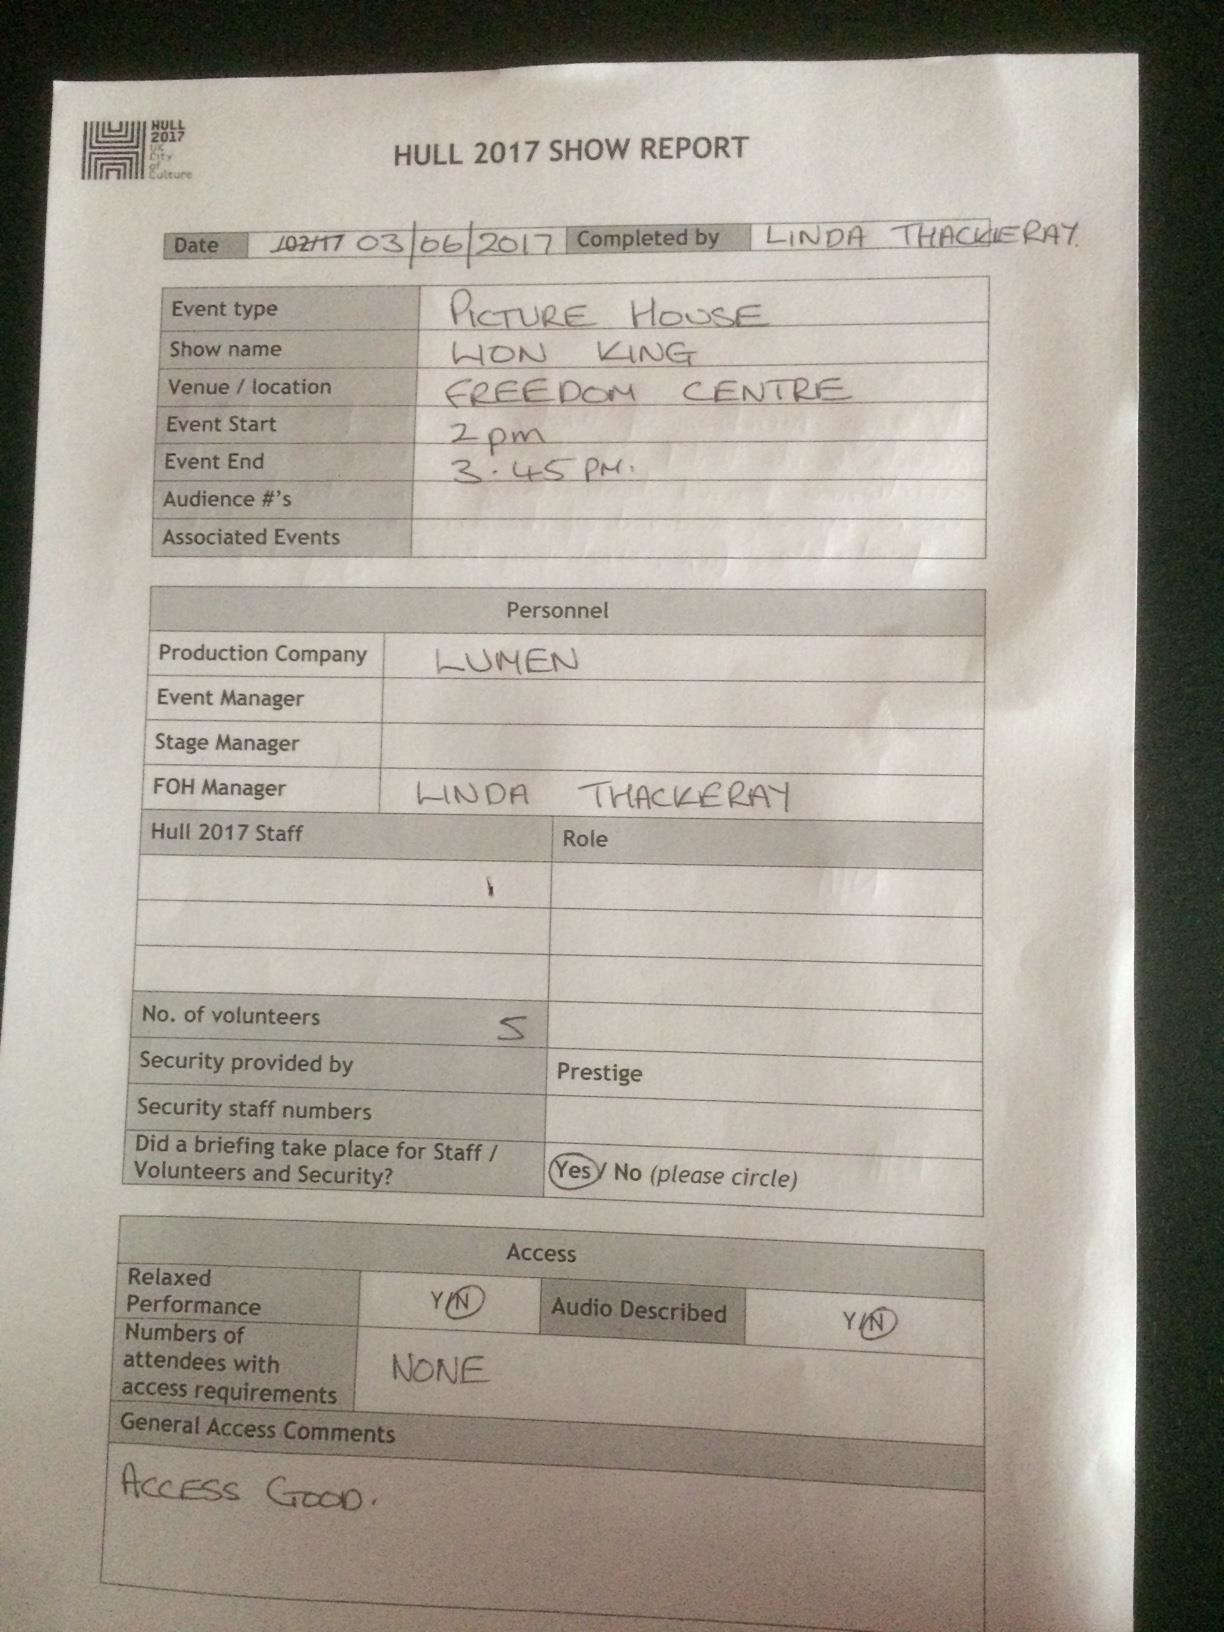 HULL
2017
UK
City
of
Culture
HULL 2017 SHOW REPORT
Date /02/17 03/06/2017 Completed by LINDA THACKERAY.
Event type PICTURE HOUSE
Show name LION KING
Venue / location FREEDOM CENTRE
Event Start 2pm
Event End 3.45PM.
Audience #'s
Associated Events
Personnel
Production Company LUMEN
Event Manager
Stage Manager
FOH Manager LINDA THACKERAY
Hull 2017 Staff Role
No. of volunteers 5
Security provided by Prestige
Security staff numbers
Did a briefing take place for Staff /
Volunteers and Security? Yes / No (please circle)
Access
Relaxed
Performance Y/N Audio Described Y/N
Numbers of
attendees with
access requirements NONE
General Access Comments
ACCESS GOOD.